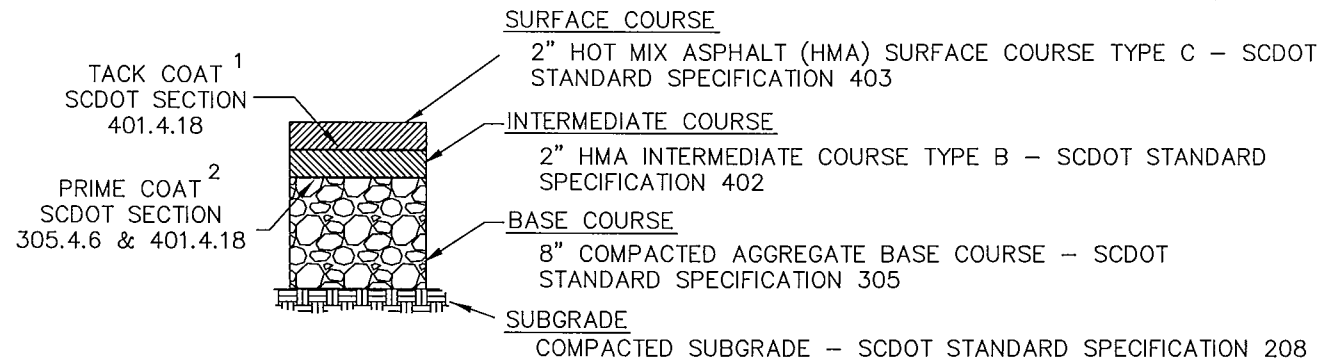 SURFACE COURSE
2" HOT MIX ASPHALT (HMA) SURFACE COURSE TYPE C – SCDOT
STANDARD SPECIFICATION 403
TACK COAT 1
SCDOT SECTION
401.4.18
INTERMEDIATE COURSE
2" HMA INTERMEDIATE COURSE TYPE B – SCDOT STANDARD
SPECIFICATION 402
PRIME COAT 2
SCDOT SECTION
305.4.6 & 401.4.18
BASE COURSE
8" COMPACTED AGGREGATE BASE COURSE – SCDOT
STANDARD SPECIFICATION 305
SUBGRADE
COMPACTED SUBGRADE – SCDOT STANDARD SPECIFICATION 208